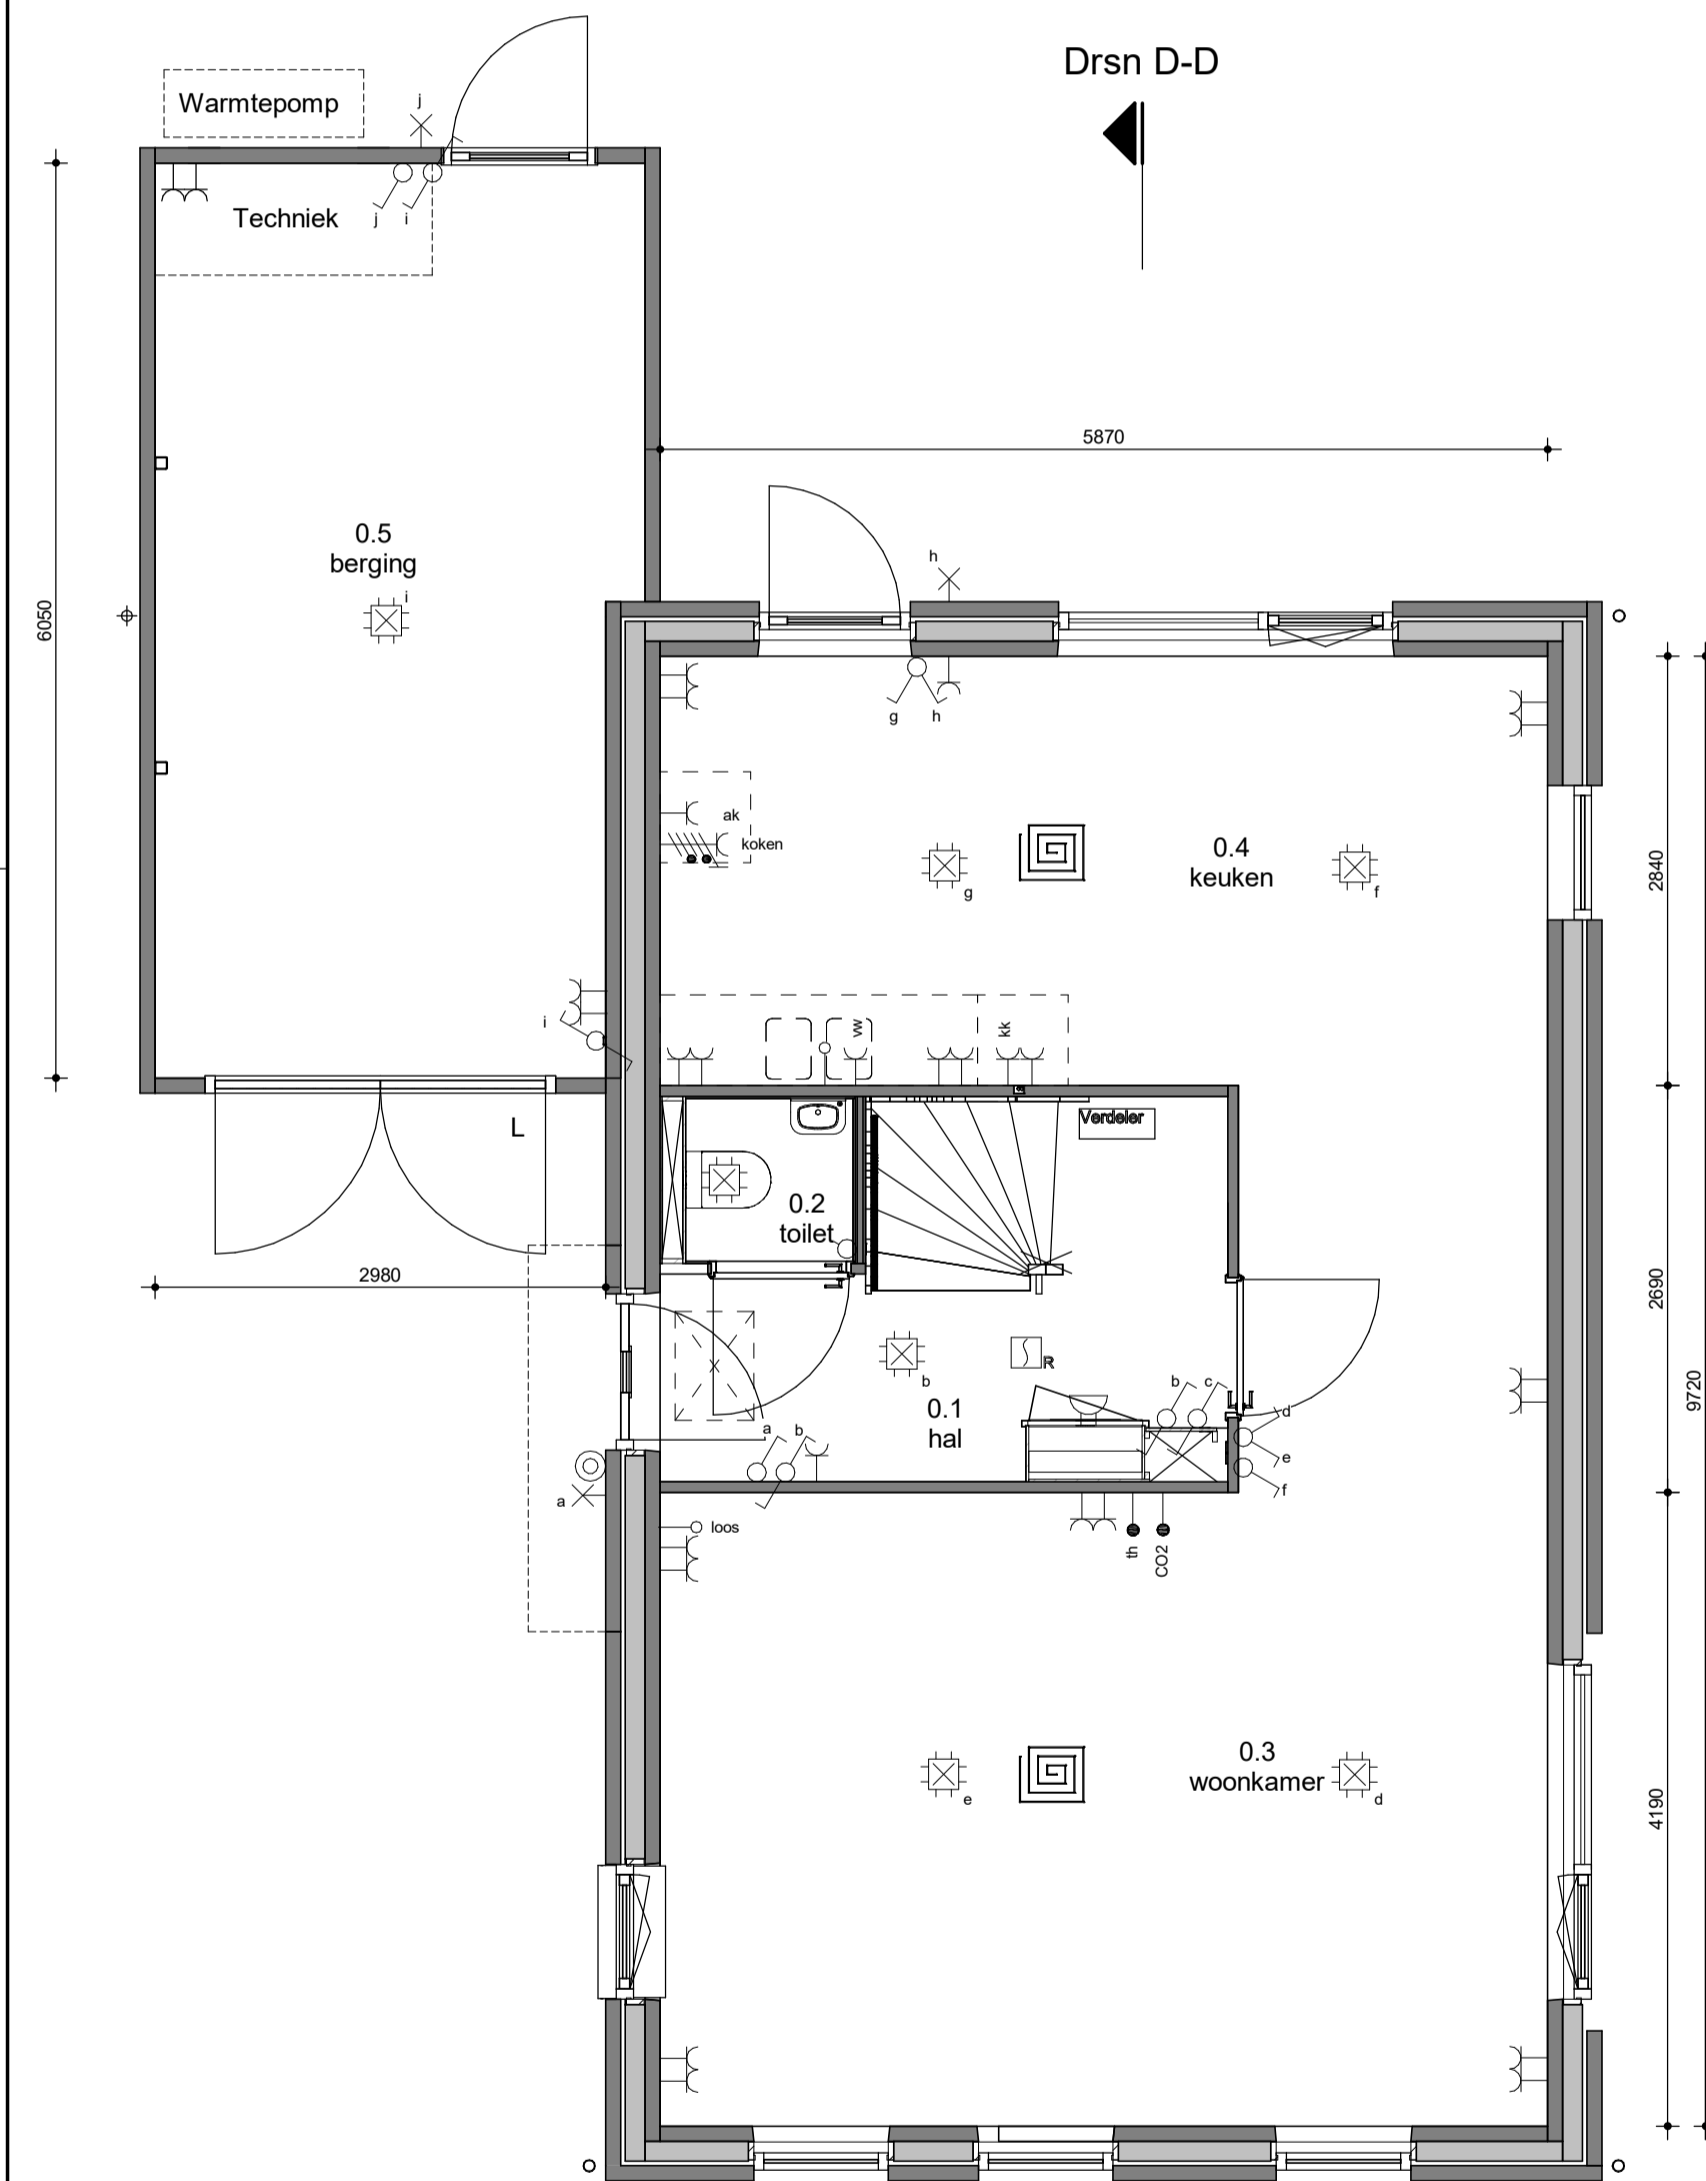 Drsn D-D
Warmtepomp
j
Techniek
j
i
5870
0.5
berging
i
6050
h
g
h
ak
koken
g
0.4
keuken
f
2840
i
vv
kk
L
Verdeler
0.2
toilet
2980
2690
b
R
0.1
hal
b
c
d
e
f
a
b
a
9720
loos
th
CO2
0.3
woonkamer
e
d
4190